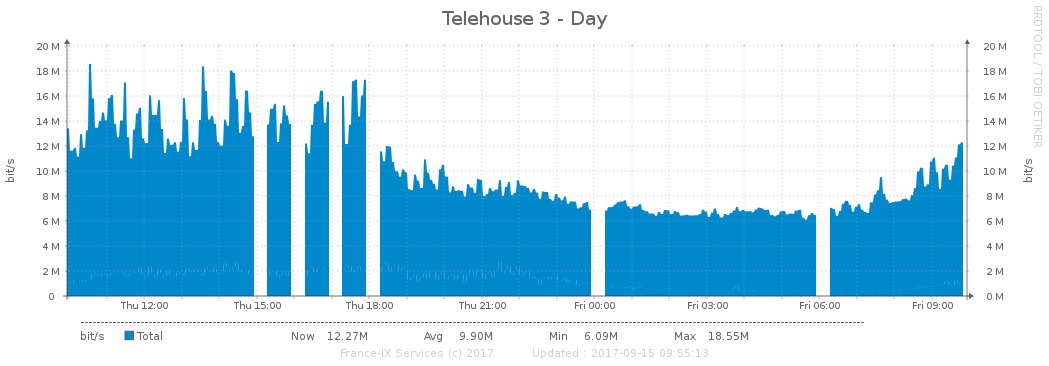 Telehouse 3 - Day
RRDTOOL / TOBI OETIKER
20 M 20 M
18 M 18 M
16 M 16 M
14 M 14 M
12 M 12 M
10 M 10 M
8 M 8 M
6 M 6 M
4 M 4 M
2 M 2 M
0 0 M
bit/s bit/s
Thu 12:00 Thu 15:00 Thu 18:00 Thu 21:00 Fri 00:00 Fri 03:00 Fri 06:00 Fri 09:00
bit/s Total Now 12.27M Avg 9.90M Min 6.09M Max 18.55M
France-IX Services (c) 2017 Updated : 2017-09-15 09:55:13